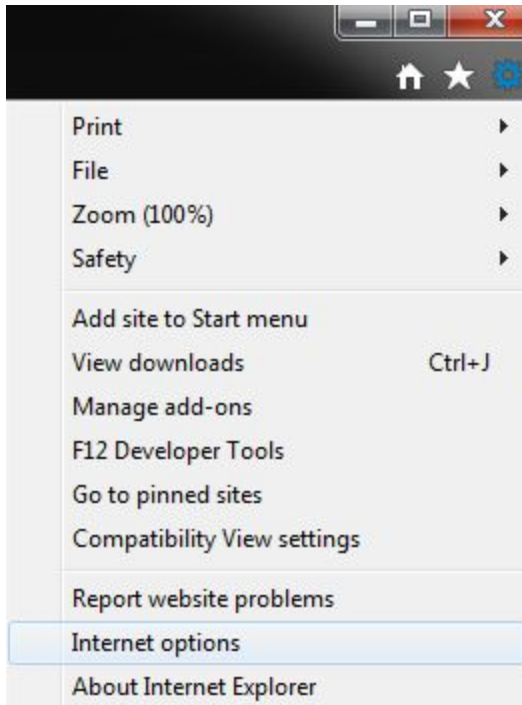 Print
File
Zoom (100%)
Safety
Add site to Start menu
View downloads Ctrl+J
Manage add-ons
F12 Developer Tools
Go to pinned sites
Compatibility View settings
Report website problems
Internet options
About Internet Explorer